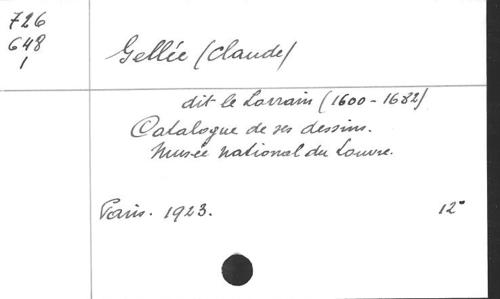 726
648
1
Gellée (Claude)
dit le Lorrain (1600-1682)
Catalogue de ses dessins.
Musée national du Louvre.
Paris. 1923. 12°